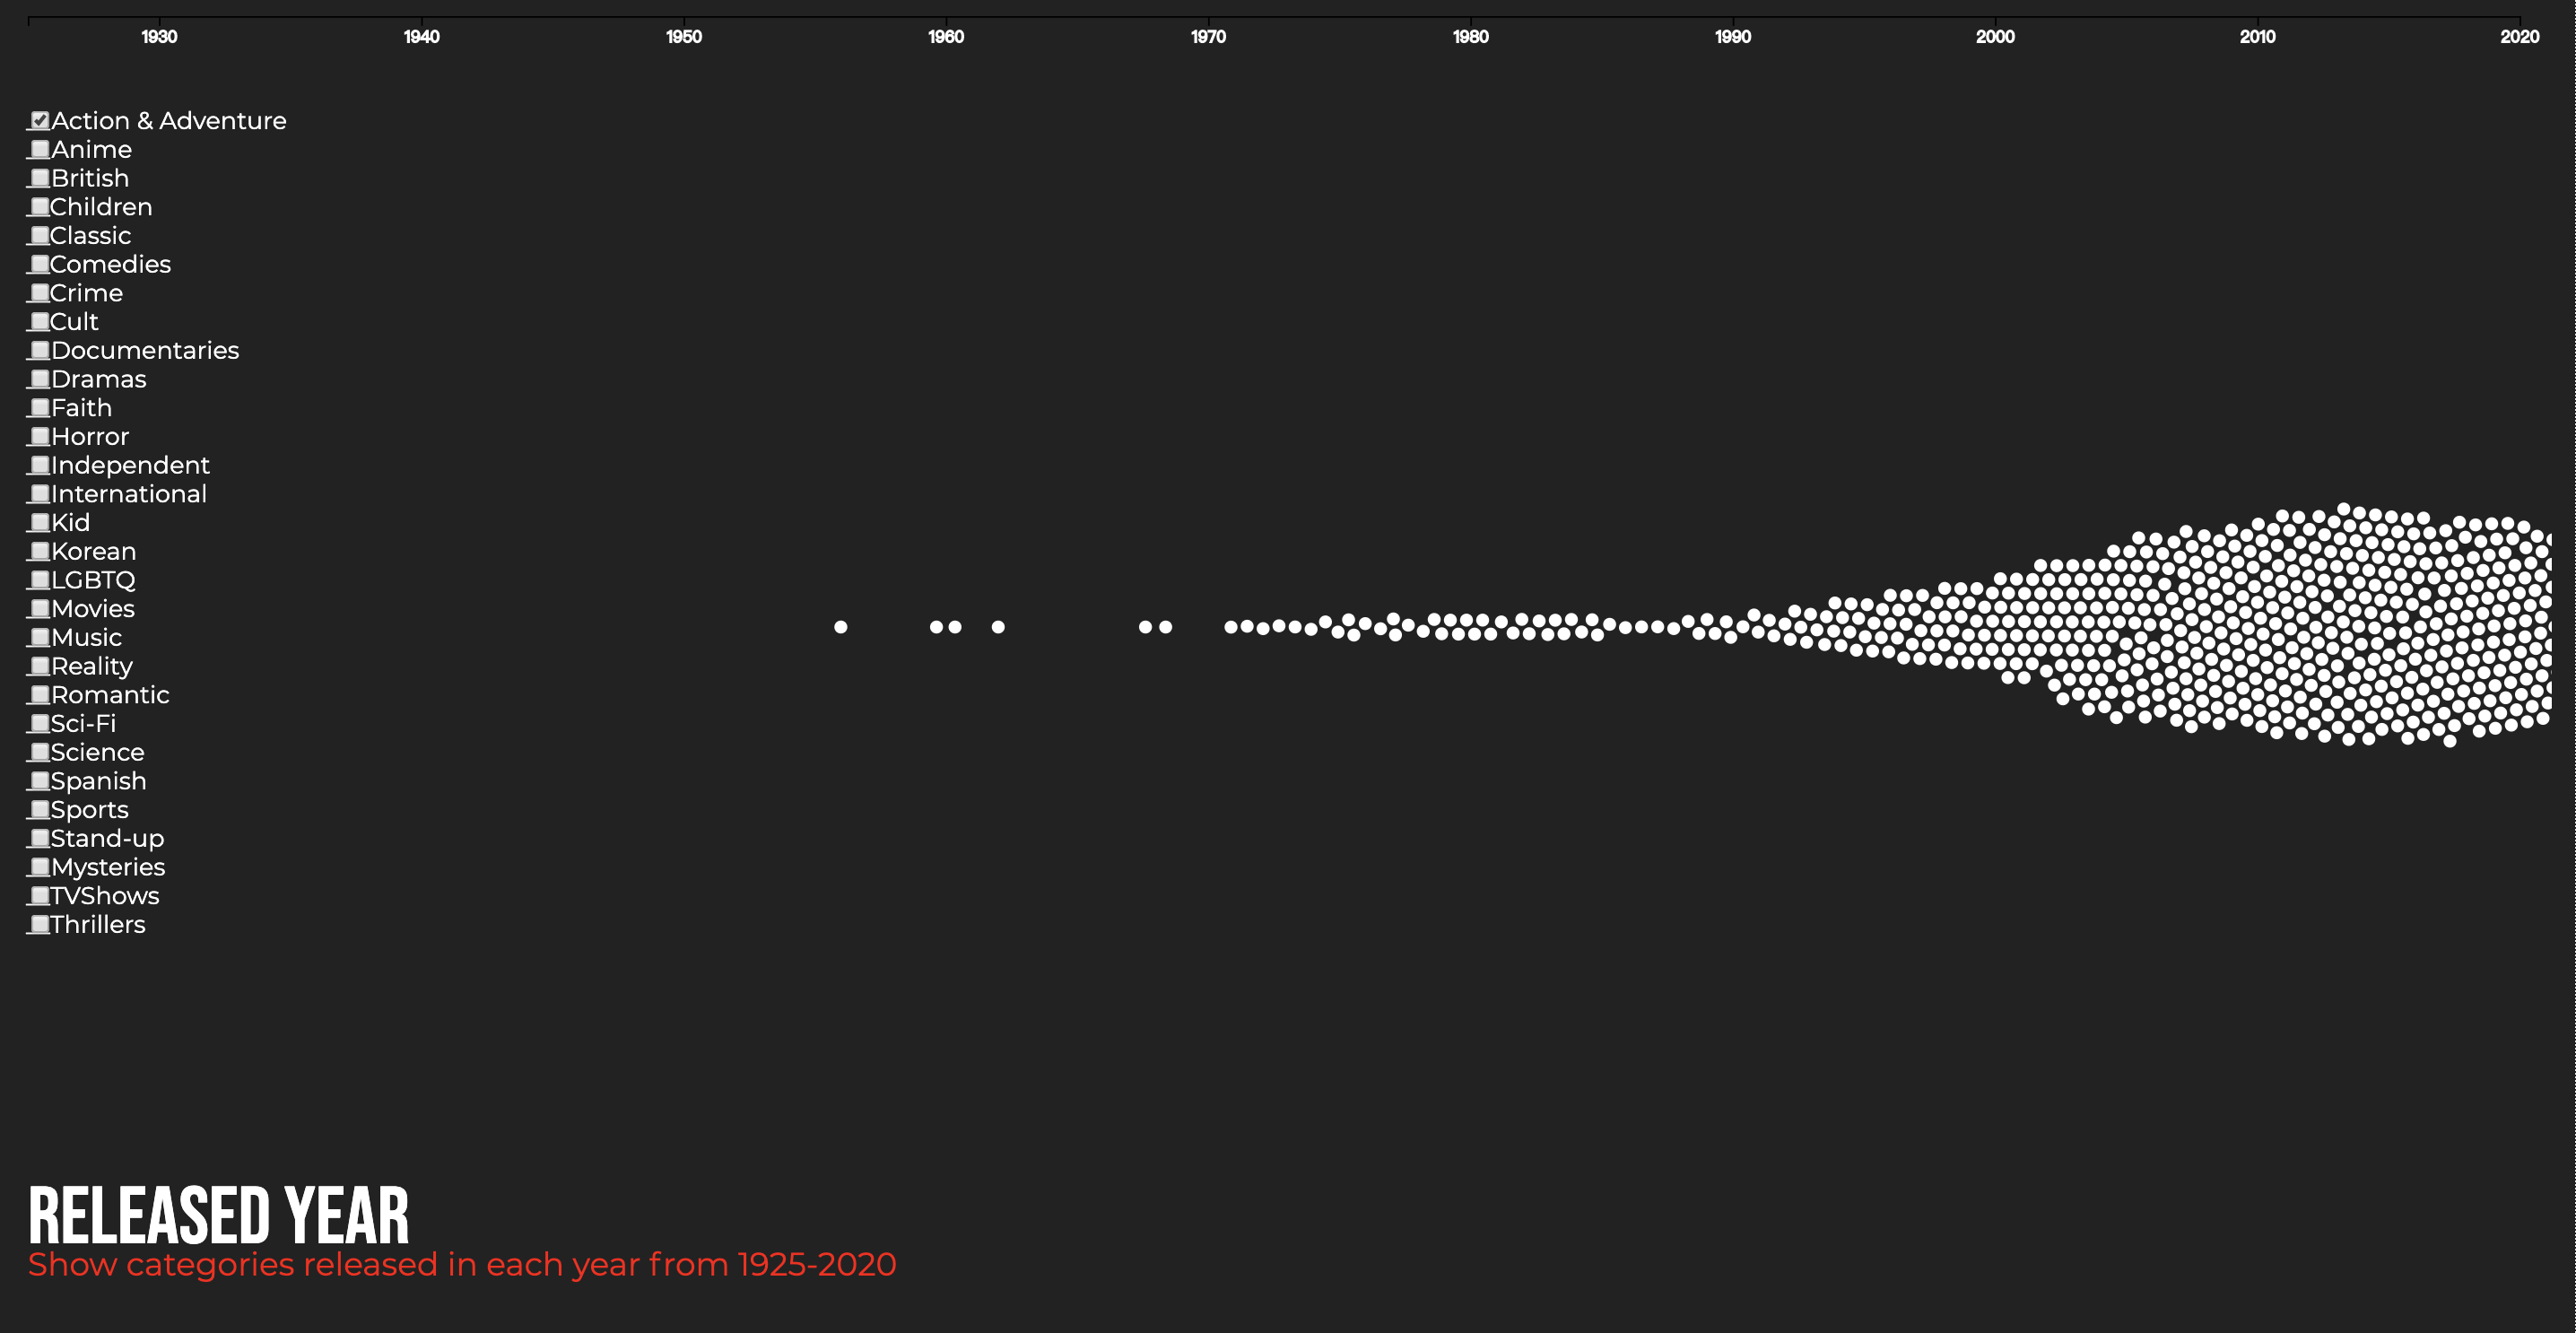 1930 1940 1950 1960 1970 1980 1990 2000 2010 2020
Action & Adventure
Anime
British
Children
Classic
Comedies
Crime
Cult
Documentaries
Dramas
Faith
Horror
Independent
International
Kid
Korean
LGBTQ
Movies
Music
Reality
Romantic
Sci-Fi
Science
Spanish
Sports
Stand-up
Mysteries
TVShows
Thrillers
RELEASED YEAR
Show categories released in each year from 1925-2020